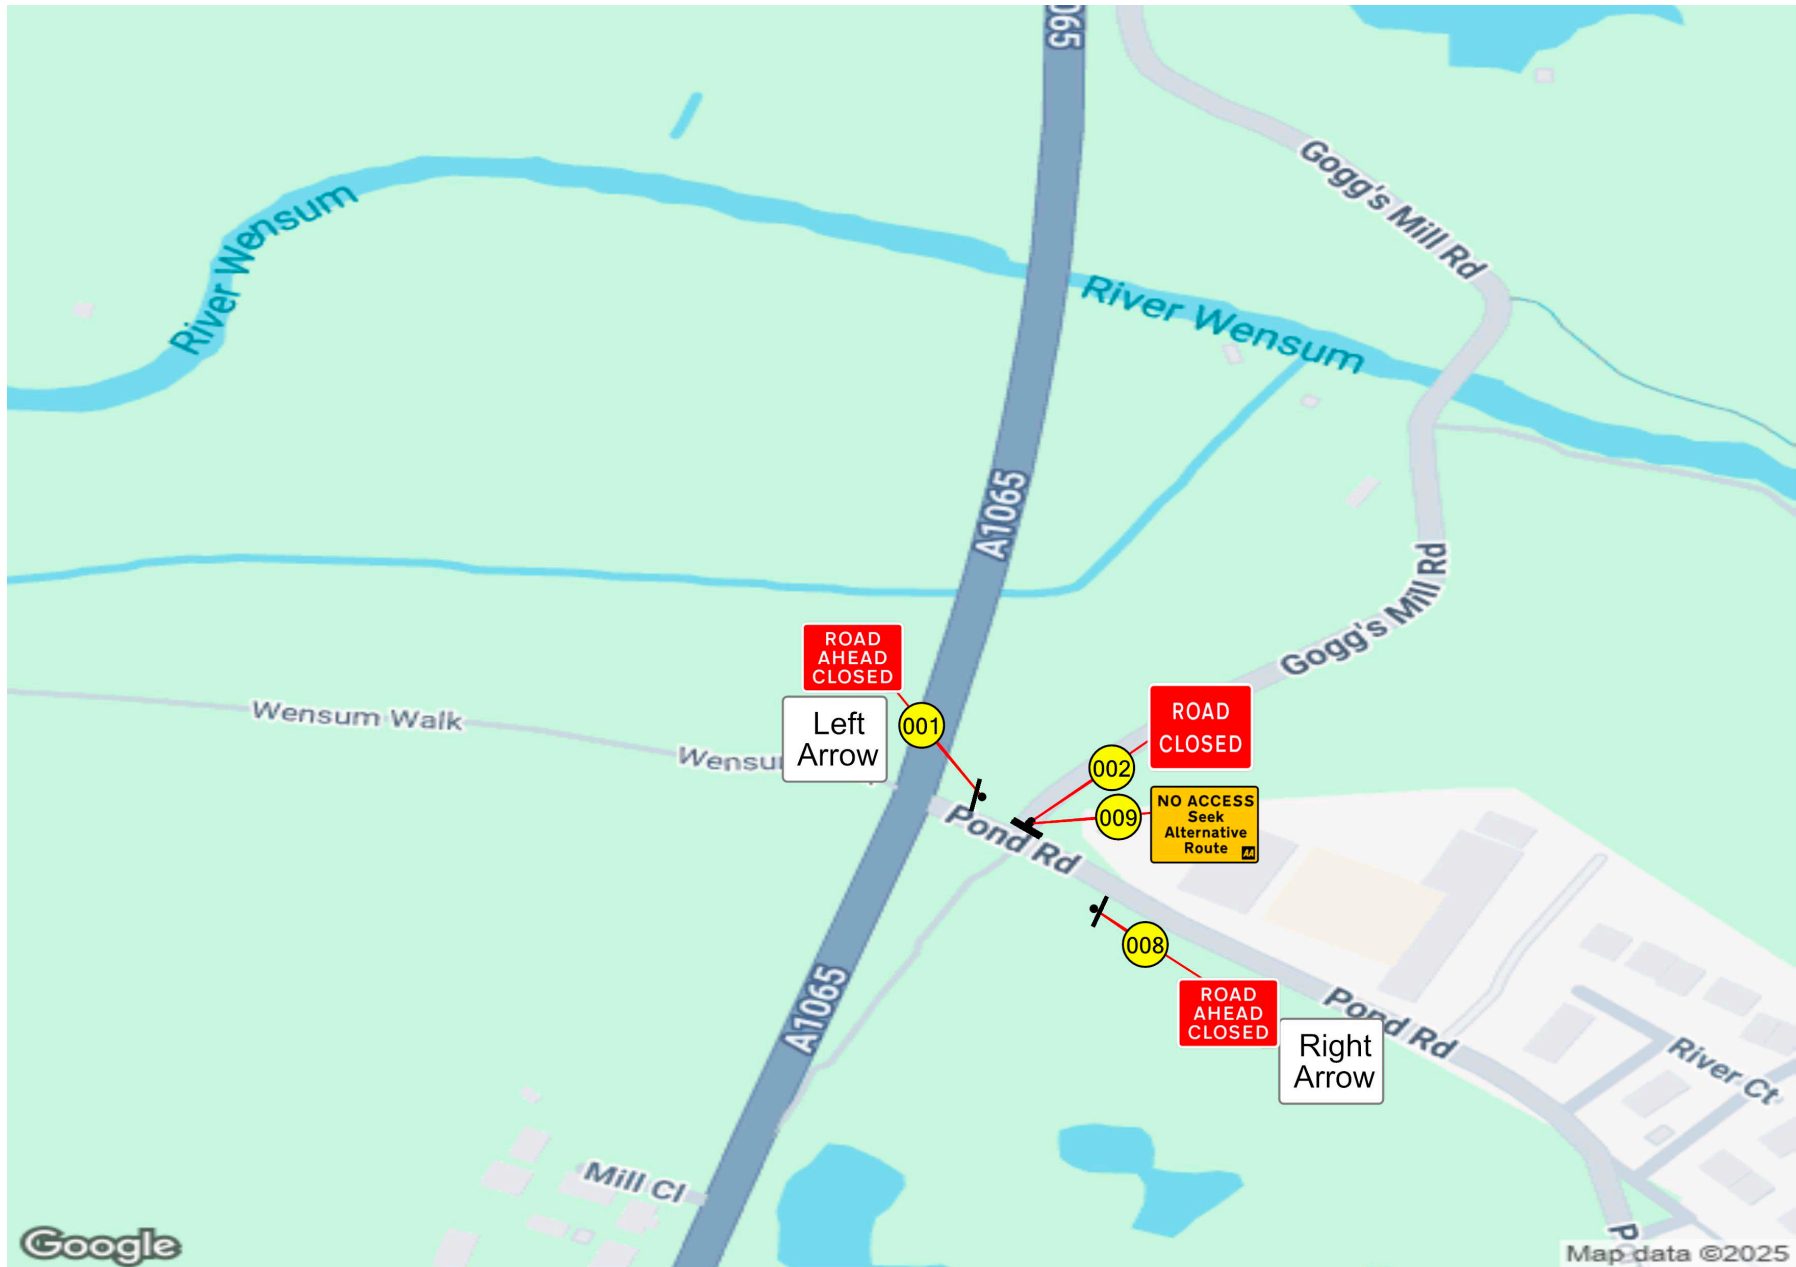 065
Gogg's Mill Rd
River Wensum
River Wensum
A1065
Gogg's Mill Rd
ROAD
AHEAD
CLOSED
Left
Arrow
001
Wensum Walk
ROAD
CLOSED
002
NO ACCESS
Seek
Alternative
Route
AA
009
Pond Rd
008
ROAD
AHEAD
CLOSED
Right
Arrow
A1065
Pond Rd
River Ct
Mill Cl
Google
Map data ©2025